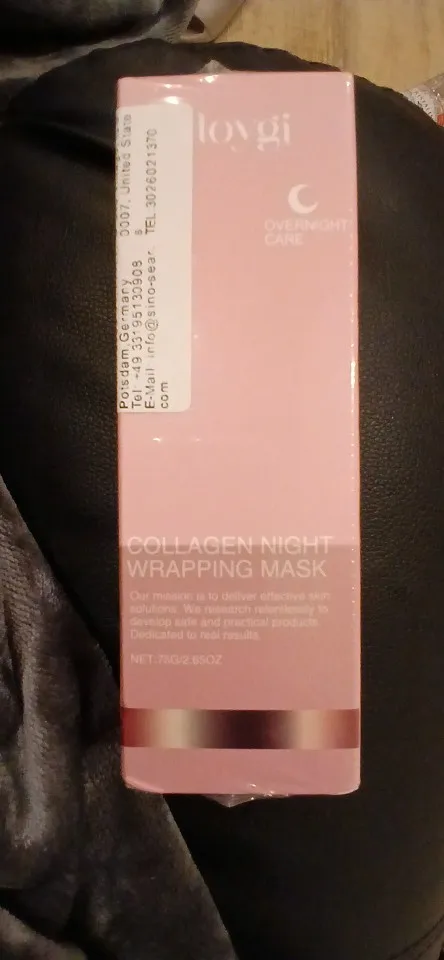 loygi
OVERNIGHT
CARE
Potsdam,Germany
Tel: +49 33195130908
E-Mail: info@sino-sear.
com
0007, United State
s
TEL 3026021370
COLLAGEN NIGHT
WRAPPING MASK
Our mission is to deliver effective skin
solutions. We research relentlessly to
develop safe and practical products.
Dedicated to real results.
NET:75G/2.65OZ